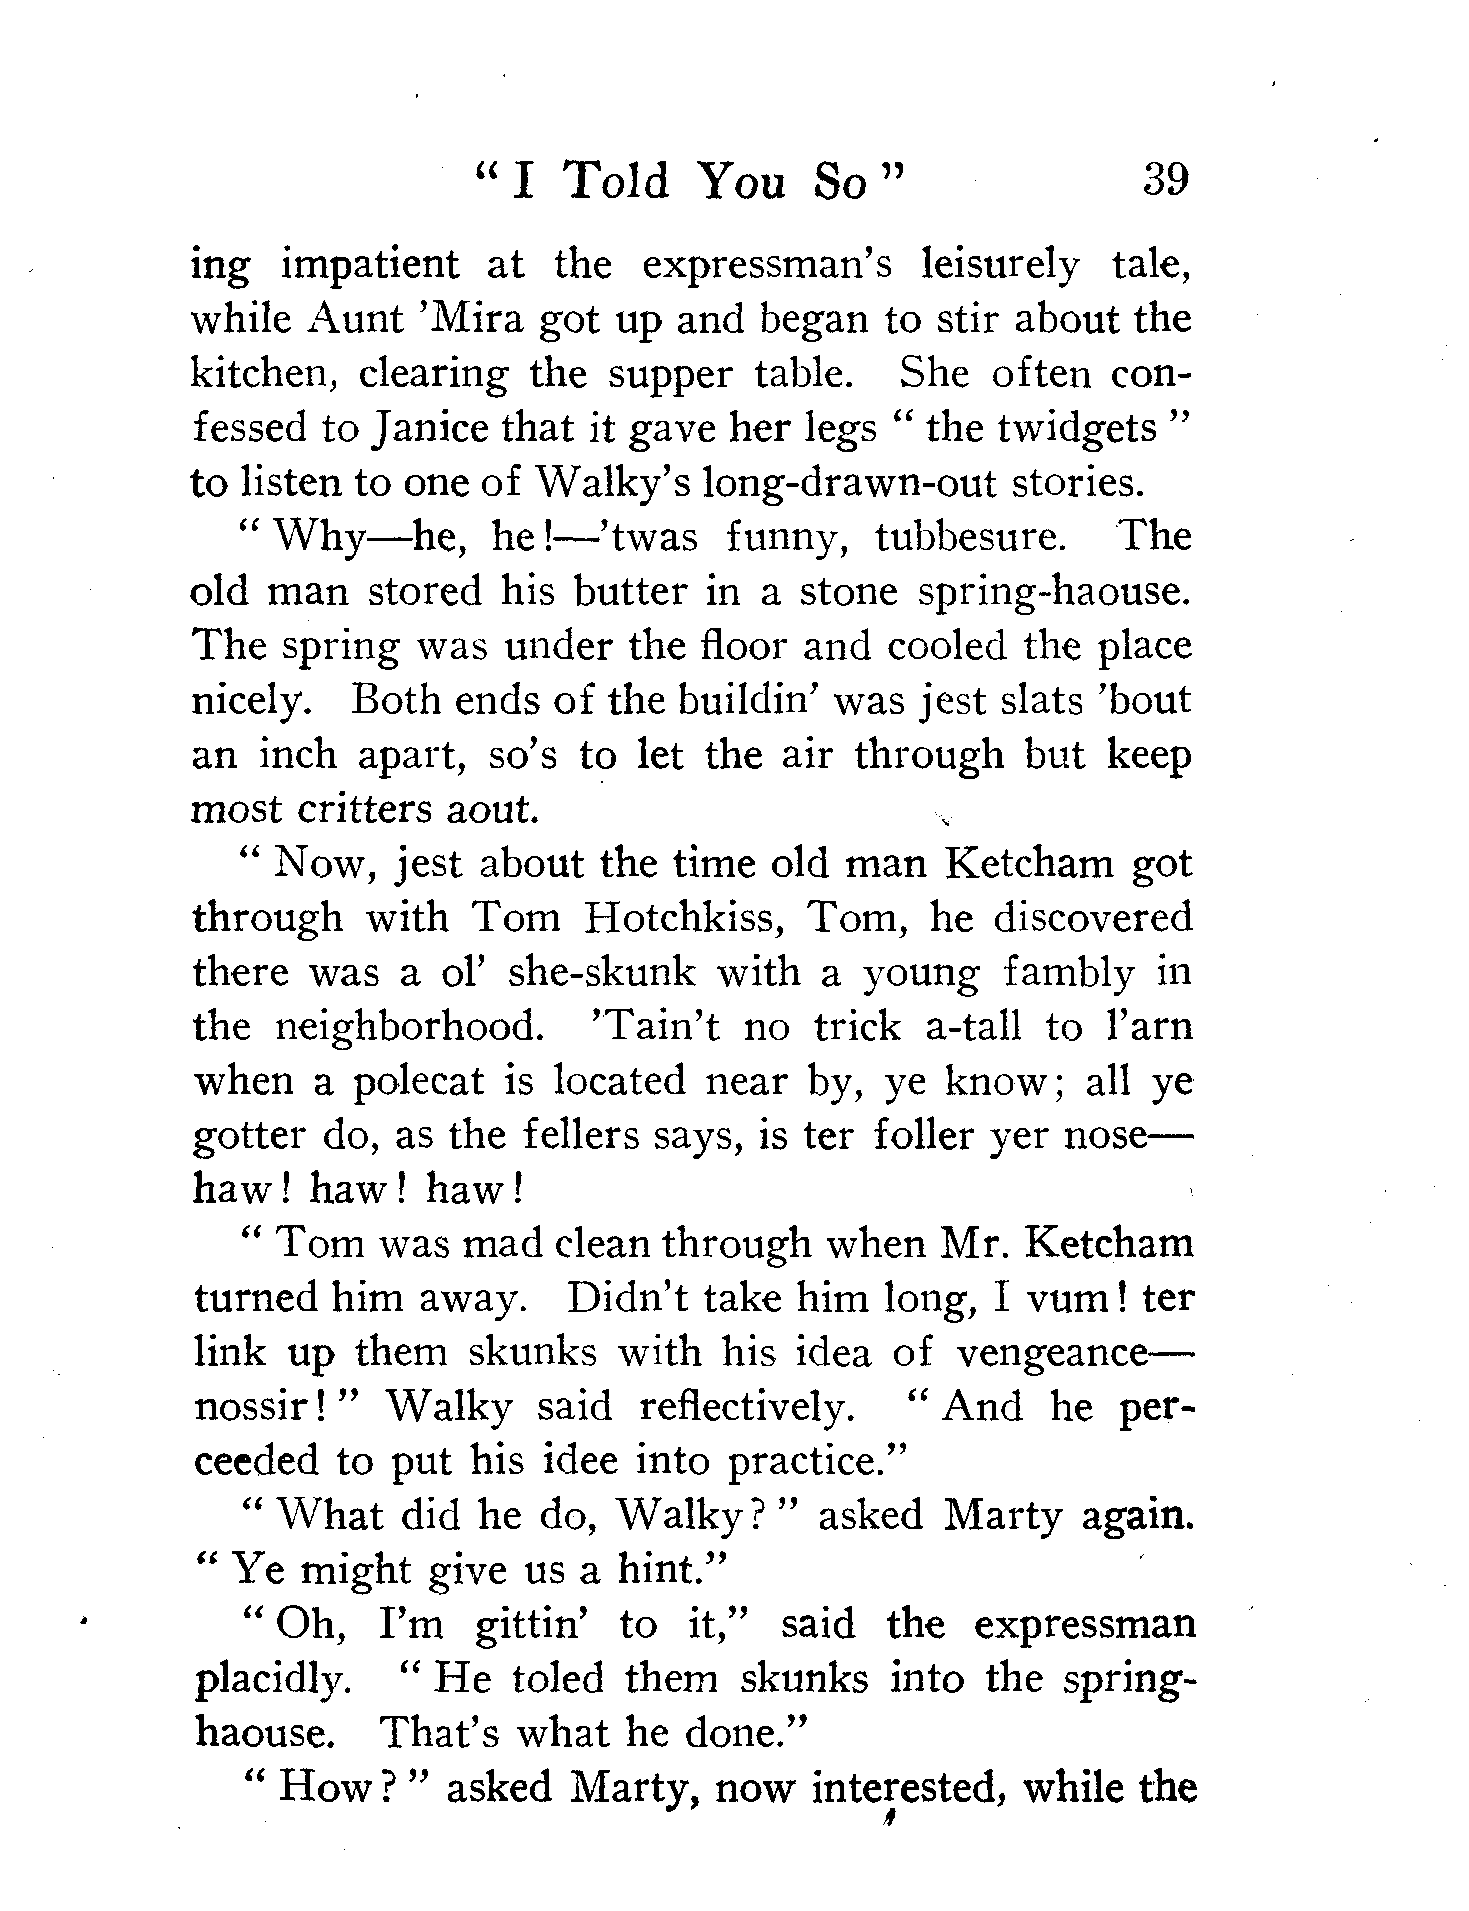 “ I Told You So ” 39
ing impatient at the expressman’s leisurely tale,
while Aunt ’Mira got up and began to stir about the
kitchen, clearing the supper table. She often con-
fessed to Janice that it gave her legs “ the twidgets ”
to listen to one of Walky’s long-drawn-out stories.
“ Why—he, he !—’twas funny, tubbesure. The
old man stored his butter in a stone spring-haouse.
The spring was under the floor and cooled the place
nicely. Both ends of the buildin’ was jest slats ’bout
an inch apart, so’s to let the air through but keep
most critters aout.
“ Now, jest about the time old man Ketcham got
through with Tom Hotchkiss, Tom, he discovered
there was a ol’ she-skunk with a young fambly in
the neighborhood. ’Tain’t no trick a-tall to l’arn
when a polecat is located near by, ye know ; all ye
gotter do, as the fellers says, is ter foller yer nose—
haw ! haw ! haw !
“ Tom was mad clean through when Mr. Ketcham
turned him away. Didn’t take him long, I vum ! ter
link up them skunks with his idea of vengeance—
nossir ! ” Walky said reflectively. “ And he per-
ceeded to put his idee into practice.”
“ What did he do, Walky ? ” asked Marty again.
“ Ye might give us a hint.”
“ Oh, I’m gittin’ to it,” said the expressman
placidly. “ He toled them skunks into the spring-
haouse. That’s what he done.”
“ How ? ” asked Marty, now interested, while the